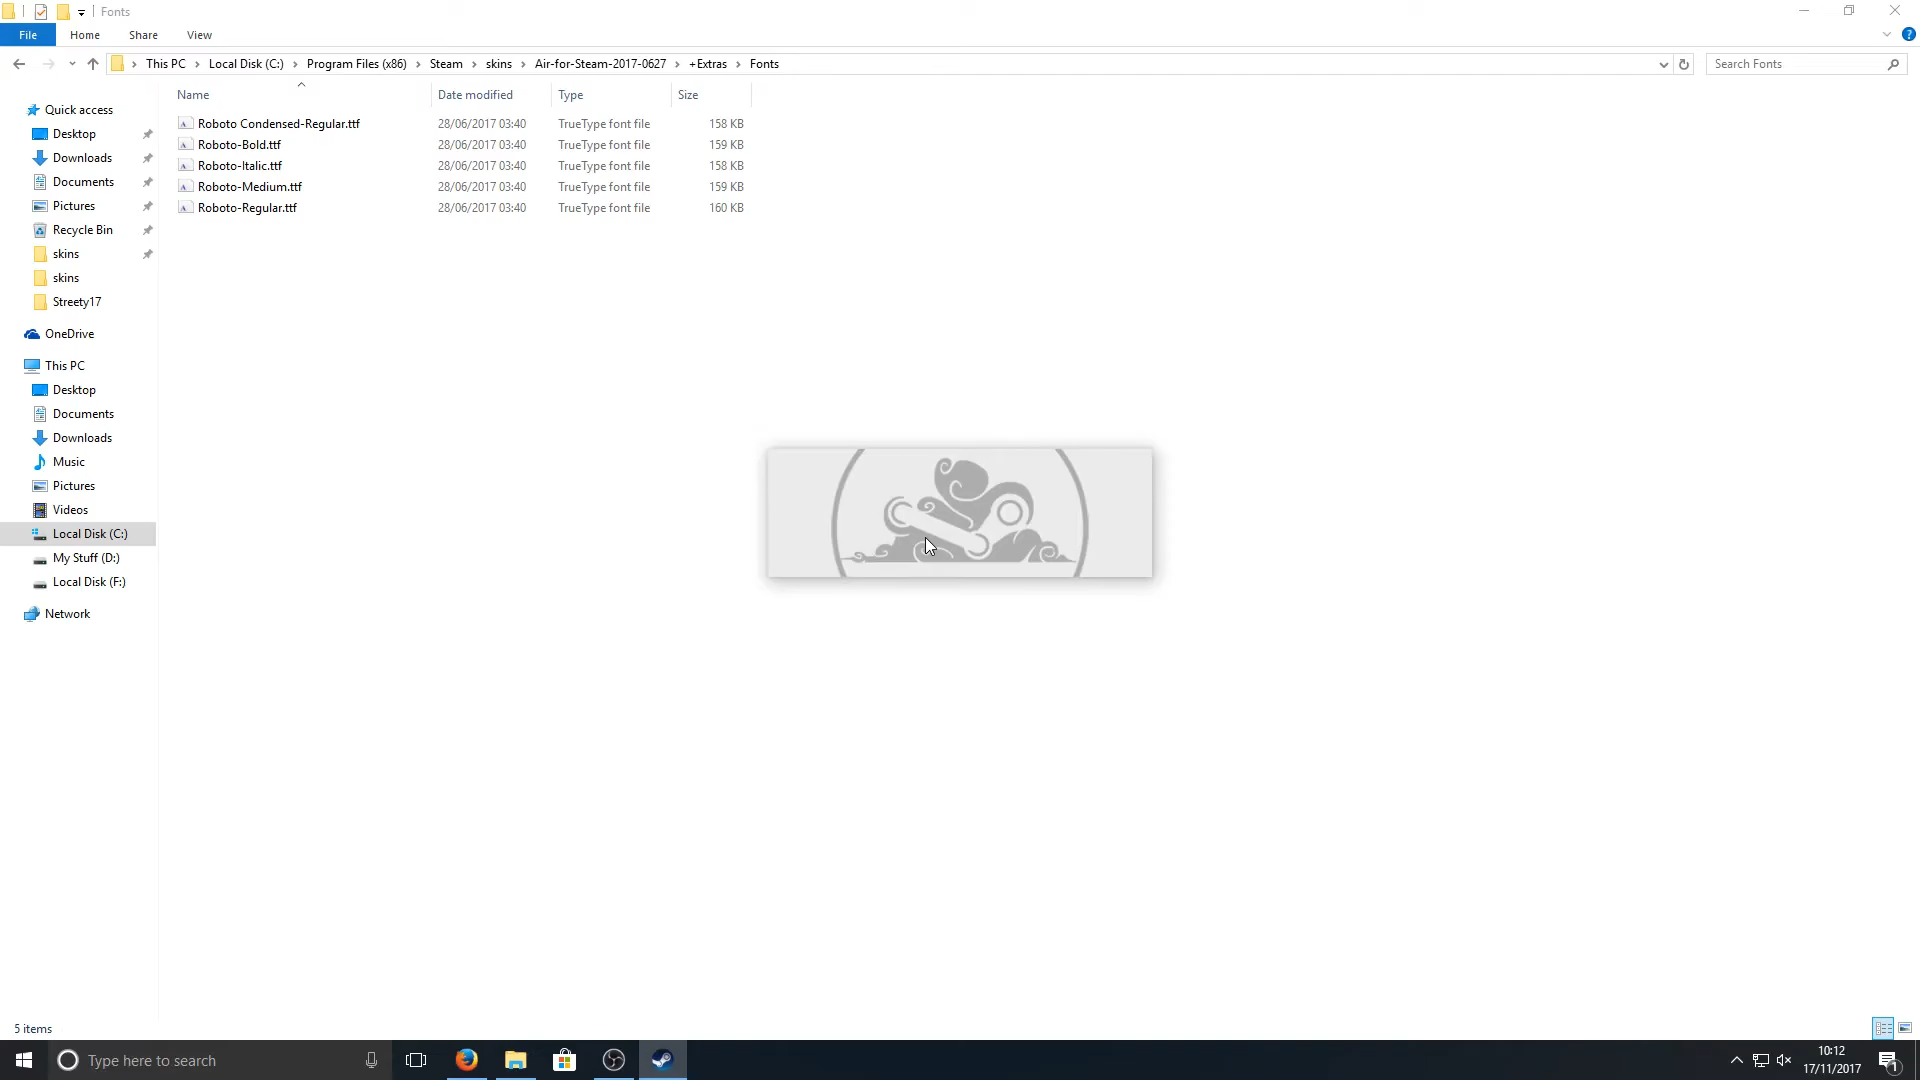 Fonts
File Home Share View
This PC Local Disk (C:) Program Files (x86) Steam skins Air-for-Steam-2017-0627 +Extras Fonts Search Fonts
Name Date modified Type Size
Roboto Condensed-Regular.ttf 28/06/2017 03:40 TrueType font file 158 KB
Roboto-Bold.ttf 28/06/2017 03:40 TrueType font file 159 KB
Roboto-Italic.ttf 28/06/2017 03:40 TrueType font file 158 KB
Roboto-Medium.ttf 28/06/2017 03:40 TrueType font file 159 KB
Roboto-Regular.ttf 28/06/2017 03:40 TrueType font file 160 KB
Quick access
Desktop
Downloads
Documents
Pictures
Recycle Bin
skins
skins
Streety17
OneDrive
This PC
Desktop
Documents
Downloads
Music
Pictures
Videos
Local Disk (C:)
My Stuff (D:)
Local Disk (F:)
Network
5 items
Type here to search
10:12
17/11/2017
1